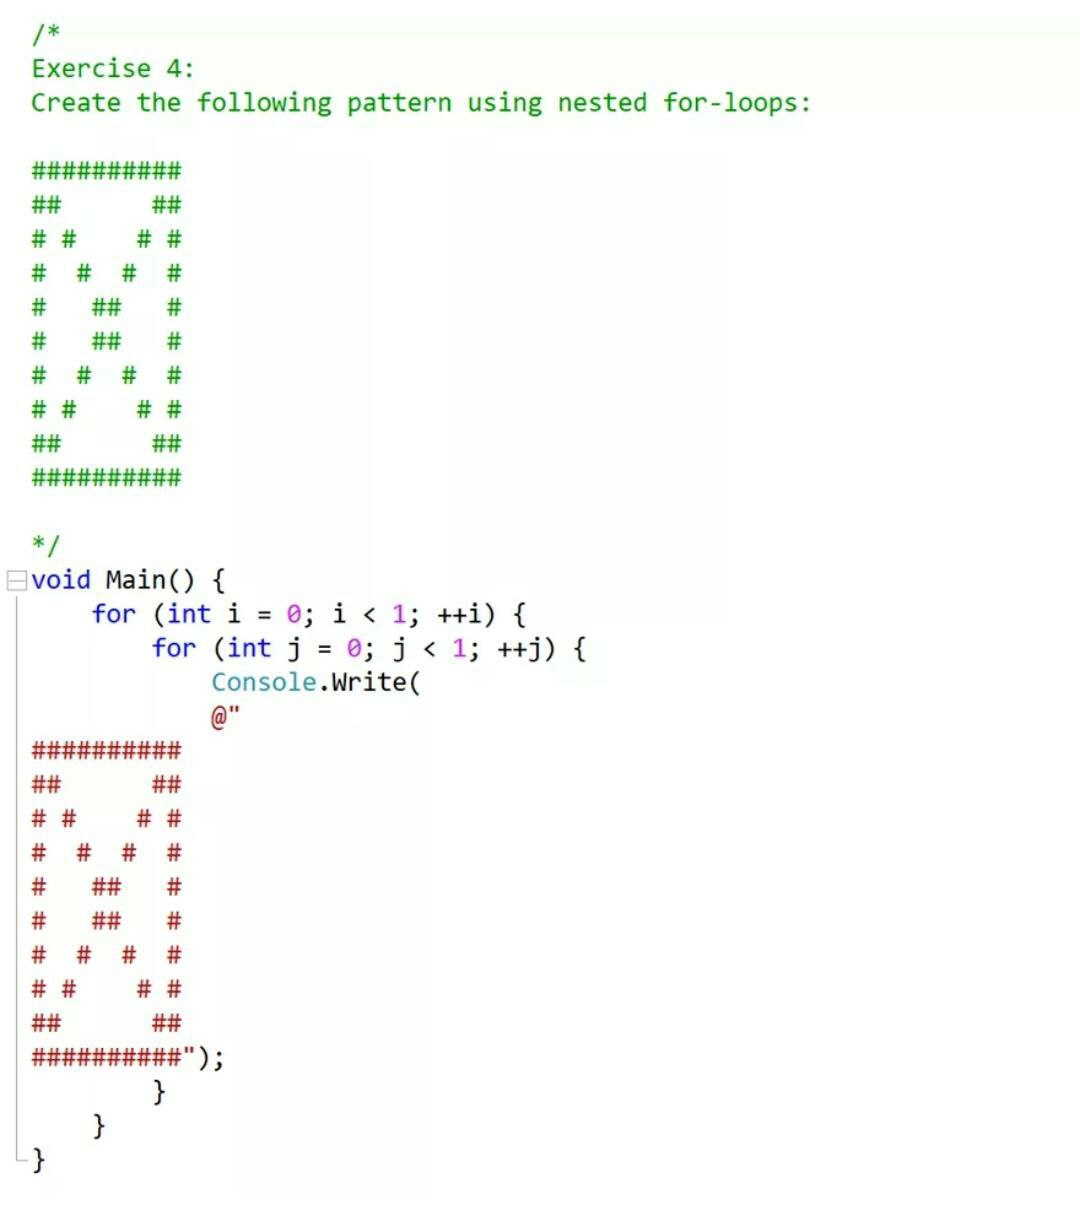 /*
Exercise 4:
Create the following pattern using nested for-loops:
##########
##      ##
# #    # #
#  #  #  #
#   ##   #
#   ##   #
#  #  #  #
# #    # #
##      ##
##########
*/
void Main() {
    for (int i = 0; i < 1; ++i) {
        for (int j = 0; j < 1; ++j) {
            Console.Write(
            @"
##########
##      ##
# #    # #
#  #  #  #
#   ##   #
#   ##   #
#  #  #  #
# #    # #
##      ##
##########");
        }
    }
}